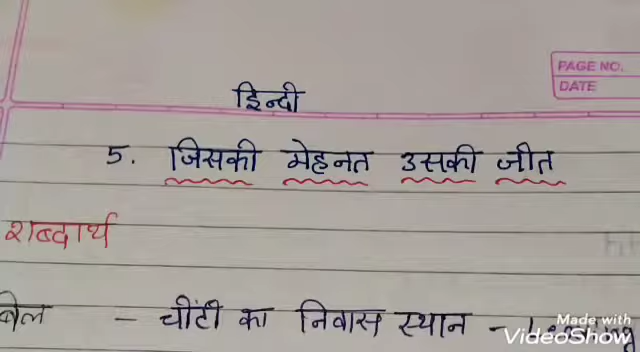 PAGE NO.
DATE
हिन्दी
5. जिसकी मेहनत उसकी जीत
शब्दार्थ
चींटी का निवास स्थान -
Made with
VideoShow